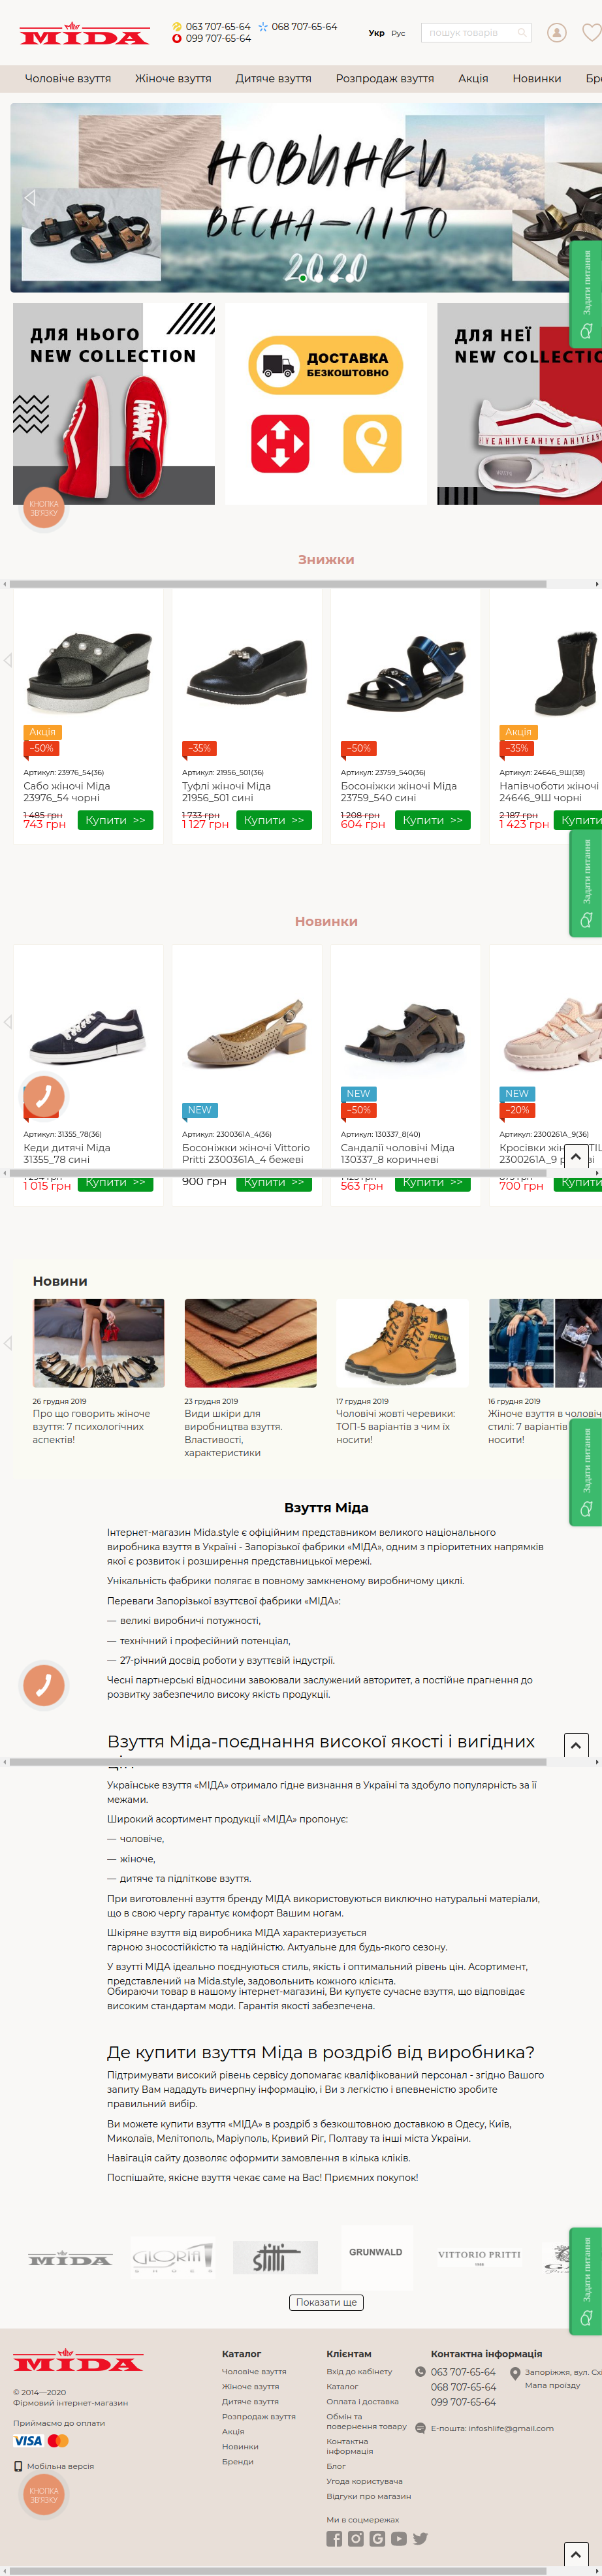 МІДА
063 707-65-64 068 707-65-64
099 707-65-64
Укр Рус
пошук товарів
Чоловіче взуття Жіноче взуття Дитяче взуття Розпродаж взуття Акція Новинки
НОВИНКИ
ВЕСНА-ЛІТО
2020
Задати питання
ДЛЯ НЬОГО
NEW COLLECTION
ДОСТАВКА
БЕЗКОШТОВНО
ДЛЯ НЕЇ
NEW COLLECTION
YEAH!YEAH!YEAH!YEAH!
КНОПКА
ЗВ'ЯЗКУ
Знижки
Акція
−50%
Артикул: 23976_54(36)
Сабо жіночі Міда
23976_54 чорні
1 485 грн
743 грн
Купити >>
−35%
Артикул: 21956_501(36)
Туфлі жіночі Міда
21956_501 сині
1 733 грн
1 127 грн
Купити >>
−50%
Артикул: 23759_540(36)
Босоніжки жіночі Міда
23759_540 сині
1 208 грн
604 грн
Купити >>
Акція
−35%
Артикул: 24646_9Ш(38)
Напівчоботи жіночі
24646_9Ш чорні
2 187 грн
1 423 грн
Купити
Задати питання
Новинки
Артикул: 31355_78(36)
Кеди дитячі Міда
31355_78 сині
1 015 грн
Купити >>
NEW
Артикул: 2300361А_4(36)
Босоніжки жіночі Vittorio
Pritti 2300361А_4 бежеві
900 грн
Купити >>
NEW
−50%
Артикул: 130337_8(40)
Сандалії чоловічі Міда
130337_8 коричневі
563 грн
Купити >>
NEW
−20%
Артикул: 2300261А_9(36)
700 грн
Купити
Новини
26 грудня 2019
Про що говорить жіноче
взуття: 7 психологічних
аспектів!
23 грудня 2019
Види шкіри для
виробництва взуття.
Властивості,
характеристики
17 грудня 2019
Чоловічі жовті черевики:
ТОП-5 варіантів з чим їх
носити!
16 грудня 2019
Жіноче взуття в
стилі: 7 варіантів
носити!
Задати питання
Взуття Міда
Інтернет-магазин Mida.style є офіційним представником великого національного
виробника взуття в Україні - Запорізької фабрики «МІДА», одним з пріоритетних напрямків
якої є розвиток і розширення представницької мережі.
Унікальність фабрики полягає в повному замкненому виробничому циклі.
Переваги Запорізької взуттєвої фабрики «МІДА»:
— великі виробничі потужності,
— технічний і професійний потенціал,
— 27-річний досвід роботи у взуттєвій індустрії.
Чесні партнерські відносини завоювали заслужений авторитет, а постійне прагнення до
розвитку забезпечило високу якість продукції.
Взуття Міда-поєднання високої якості і вигідних
Українське взуття «МІДА» отримало гідне визнання в Україні та здобуло популярність за її
межами.
Широкий асортимент продукції «МІДА» пропонує:
— чоловіче,
— жіноче,
— дитяче та підліткове взуття.
При виготовленні взуття бренду МІДА використовуються виключно натуральні матеріали,
що в свою чергу гарантує комфорт Вашим ногам.
Шкіряне взуття від виробника МІДА характеризується
гарною зносостійкістю та надійністю. Актуальне для будь-якого сезону.
У взутті МІДА ідеально поєднуються стиль, якість і оптимальний рівень цін. Асортимент,
представлений на Mida.style, задовольнить кожного клієнта.
Обираючи товар в нашому інтернет-магазині, Ви купуєте сучасне взуття, що відповідає
високим стандартам моди. Гарантія якості забезпечена.
Де купити взуття Міда в роздріб від виробника?
Підтримувати високий рівень сервісу допомагає кваліфікований персонал - згідно Вашого
запиту Вам нададуть вичерпну інформацію, і Ви з легкістю і впевненістю зробите
правильний вибір.
Ви можете купити взуття «МІДА» в роздріб з безкоштовною доставкою в Одесу, Київ,
Миколаїв, Мелітополь, Маріуполь, Кривий Ріг, Полтаву та інші міста України.
Навігація сайту дозволяє оформити замовлення в кілька кліків.
Поспішайте, якісне взуття чекає саме на Вас! Приємних покупок!
МІДА
GLORIA
SHOES
stilli
GRUNWALD
VITTORIO PRITTI
Показати ще
Задати питання
МІДА
© 2014—2020
Фірмовий інтернет-магазин
Приймаємо до оплати
VISA
Мобільна версія
КНОПКА
ЗВ'ЯЗКУ
Каталог
Чоловіче взуття
Жіноче взуття
Дитяче взуття
Розпродаж взуття
Акція
Новинки
Бренди
Клієнтам
Вхід до кабінету
Каталог
Оплата і доставка
Обмін та
повернення товару
Контактна
інформація
Блог
Угода користувача
Відгуки про магазин
Ми в соцмережах
Контактна інформація
063 707-65-64
068 707-65-64
099 707-65-64
Запоріжжя, вул.
Мапа проїзду
Е-пошта: infoshlife@gmail.com